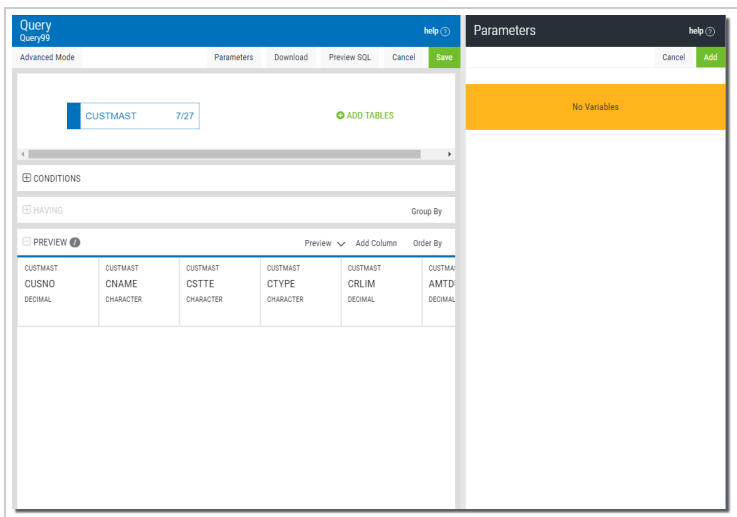 Query
Query99
help ?
Advanced Mode Parameters Download Preview SQL Cancel Save
CUSTMAST 7/27
ADD TABLES
CONDITIONS
HAVING Group By
PREVIEW i Preview Add Column Order By
CUSTMAST CUSTMAST CUSTMAST CUSTMAST CUSTMAST CUSTMA
CUSNO CNAME CSTTE CTYPE CRLIM AMTD
DECIMAL CHARACTER CHARACTER CHARACTER DECIMAL DECIMAL
Parameters help ?
Cancel Add
No Variables